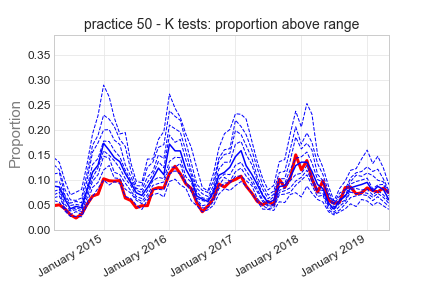 practice 50 - K tests: proportion above range
0.35
0.30
0.25
0.20
0.15
0.10
0.05
0.00
Proportion
January 2015
January 2016
January 2017
January 2018
January 2019